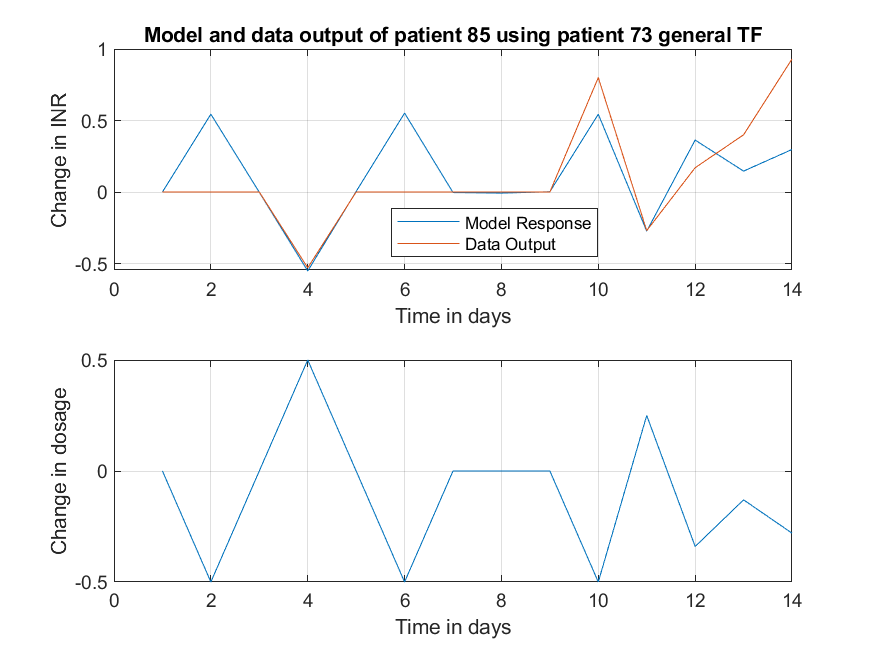 Model and data output of patient 85 using patient 73 general TF
Change in INR
1
0.5
0
-0.5
Model Response
Data Output
0 2 4 6 8 10 12 14
Time in days
Change in dosage
0.5
0
-0.5
0 2 4 6 8 10 12 14
Time in days